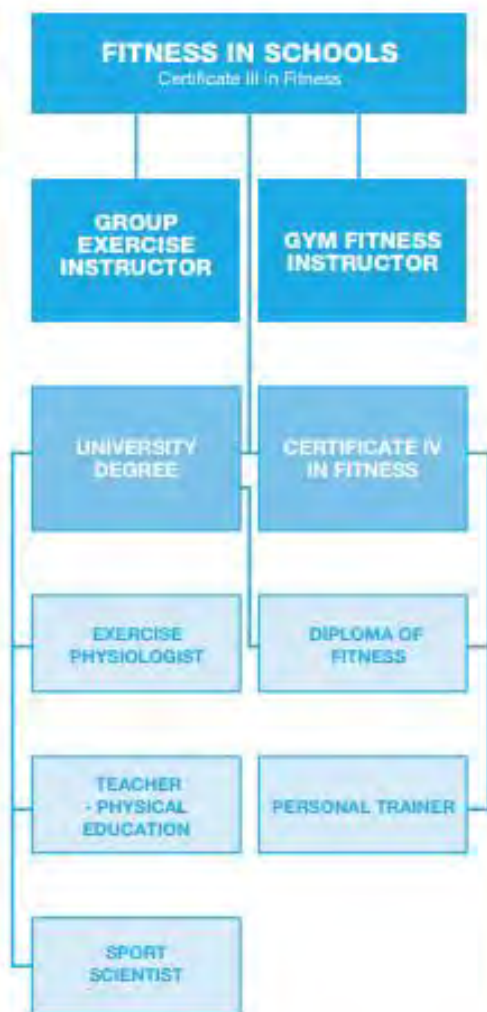 FITNESS IN SCHOOLS
Certificate III in Fitness
GROUP
EXERCISE
INSTRUCTOR
GYM FITNESS
INSTRUCTOR
UNIVERSITY
DEGREE
CERTIFICATE IV
IN FITNESS
EXERCISE
PHYSIOLOGIST
DIPLOMA OF
FITNESS
TEACHER
- PHYSICAL
EDUCATION
PERSONAL TRAINER
SPORT
SCIENTIST